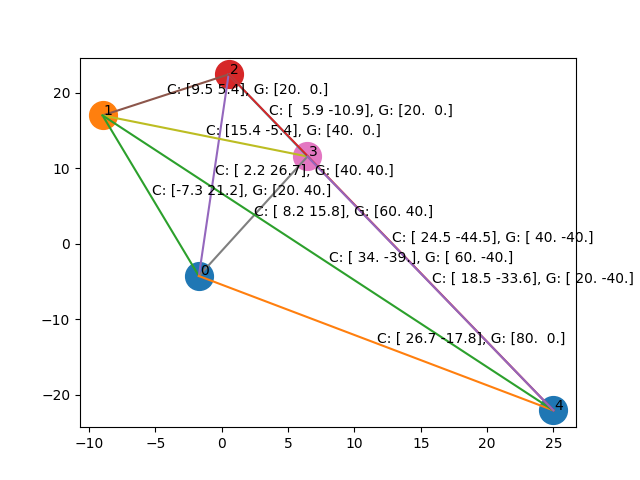 2
C: [9.5 5.4], G: [20.  0.]
20
1
C: [  5.9 -10.9], G: [20.  0.]
C: [15.4 -5.4], G: [40.  0.]
3
10
C: [ 2.2 26.7], G: [40. 40.]
C: [-7.3 21.2], G: [20. 40.]
C: [ 8.2 15.8], G: [60. 40.]
0
C: [ 24.5 -44.5], G: [ 40. -40.]
C: [ 34. -39.], G: [ 60. -40.]
0
C: [ 18.5 -33.6], G: [ 20. -40.]
−10
C: [ 26.7 -17.8], G: [80.  0.]
−20
4
−10 −5 0 5 10 15 20 25